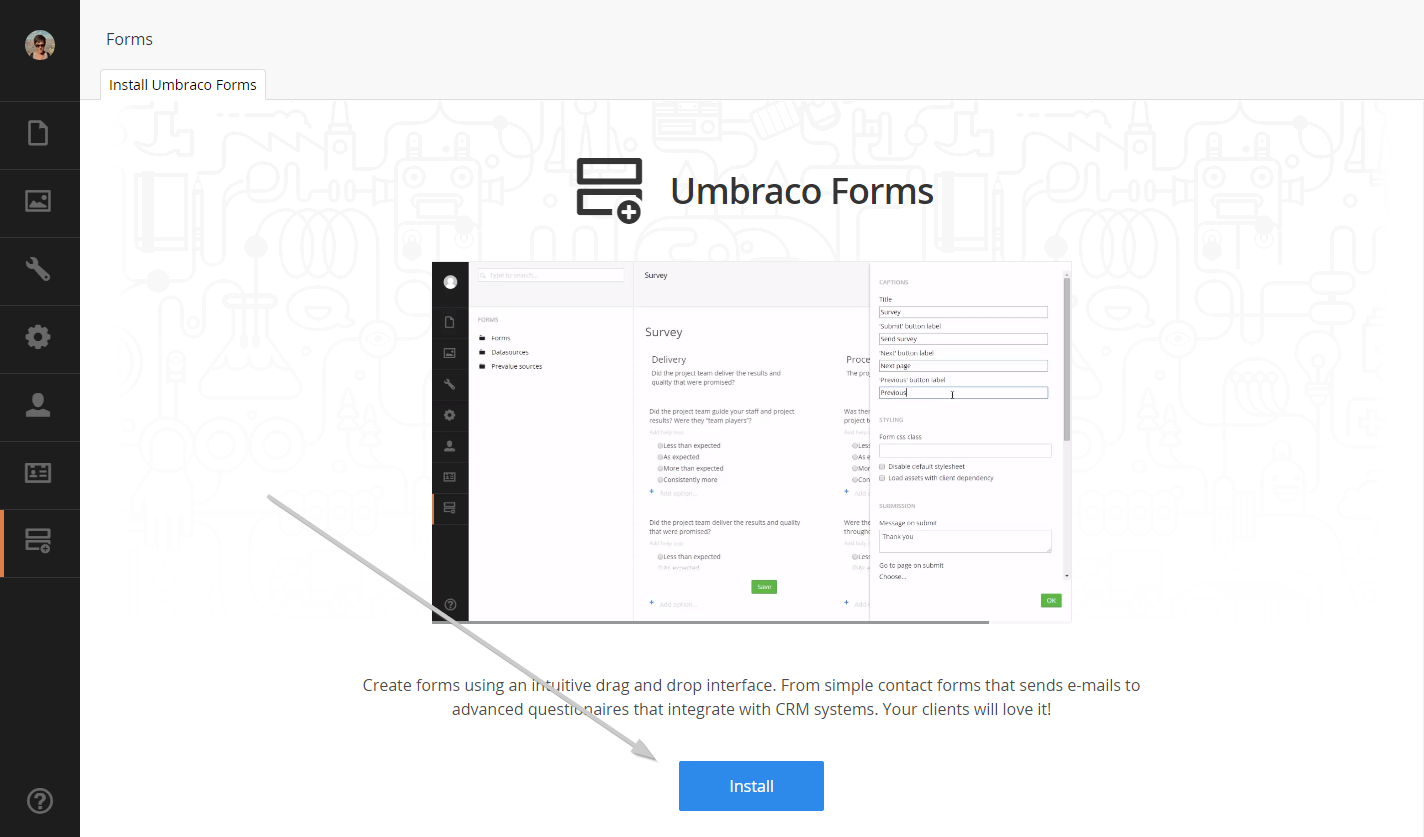 Forms
Install Umbraco Forms
Umbraco Forms
Type to search...
Survey
FORMS
Forms
Datasources
Prevalue sources
Survey
Delivery
Did the project team deliver the results and
quality that were promised?
Did the project team guide your staff and project
results? Were they "team players"?
Add help text
Less than expected
As expected
More than expected
Consistently more
+ Add option...
Did the project team deliver the results and quality
that were promised?
Add help text
Less than expected
As expected
Save
+ Add option...
Proce
The proj
Was ther
project b
Add help
Less
As e
Mor
Con
+ Add o
Were the
througho
Add help
Less
As e
+ Add o
CAPTIONS
Title
Survey
'Submit' button label
Send survey
'Next' button label
Next page
'Previous' button label
Previous
STYLING
Form css class
Disable default stylesheet
Load assets with client dependency
SUBMISSION
Message on submit
Thank you
Go to page on submit
Choose...
OK
Create forms using an intuitive drag and drop interface. From simple contact forms that sends e-mails to
advanced questionaires that integrate with CRM systems. Your clients will love it!
Install